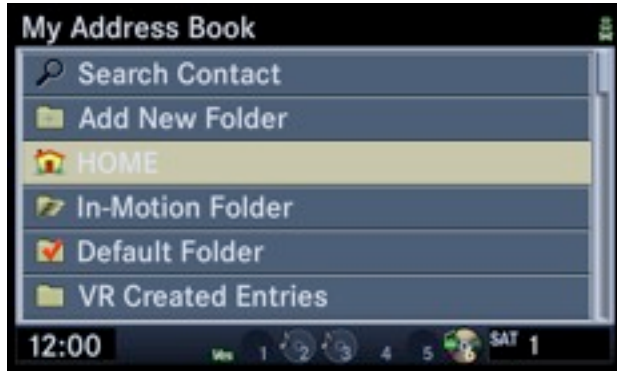 My Address Book
Search Contact
Add New Folder
HOME
In-Motion Folder
Default Folder
VR Created Entries
12:00 Ves 1 2 3 4 5 6 SAT 1